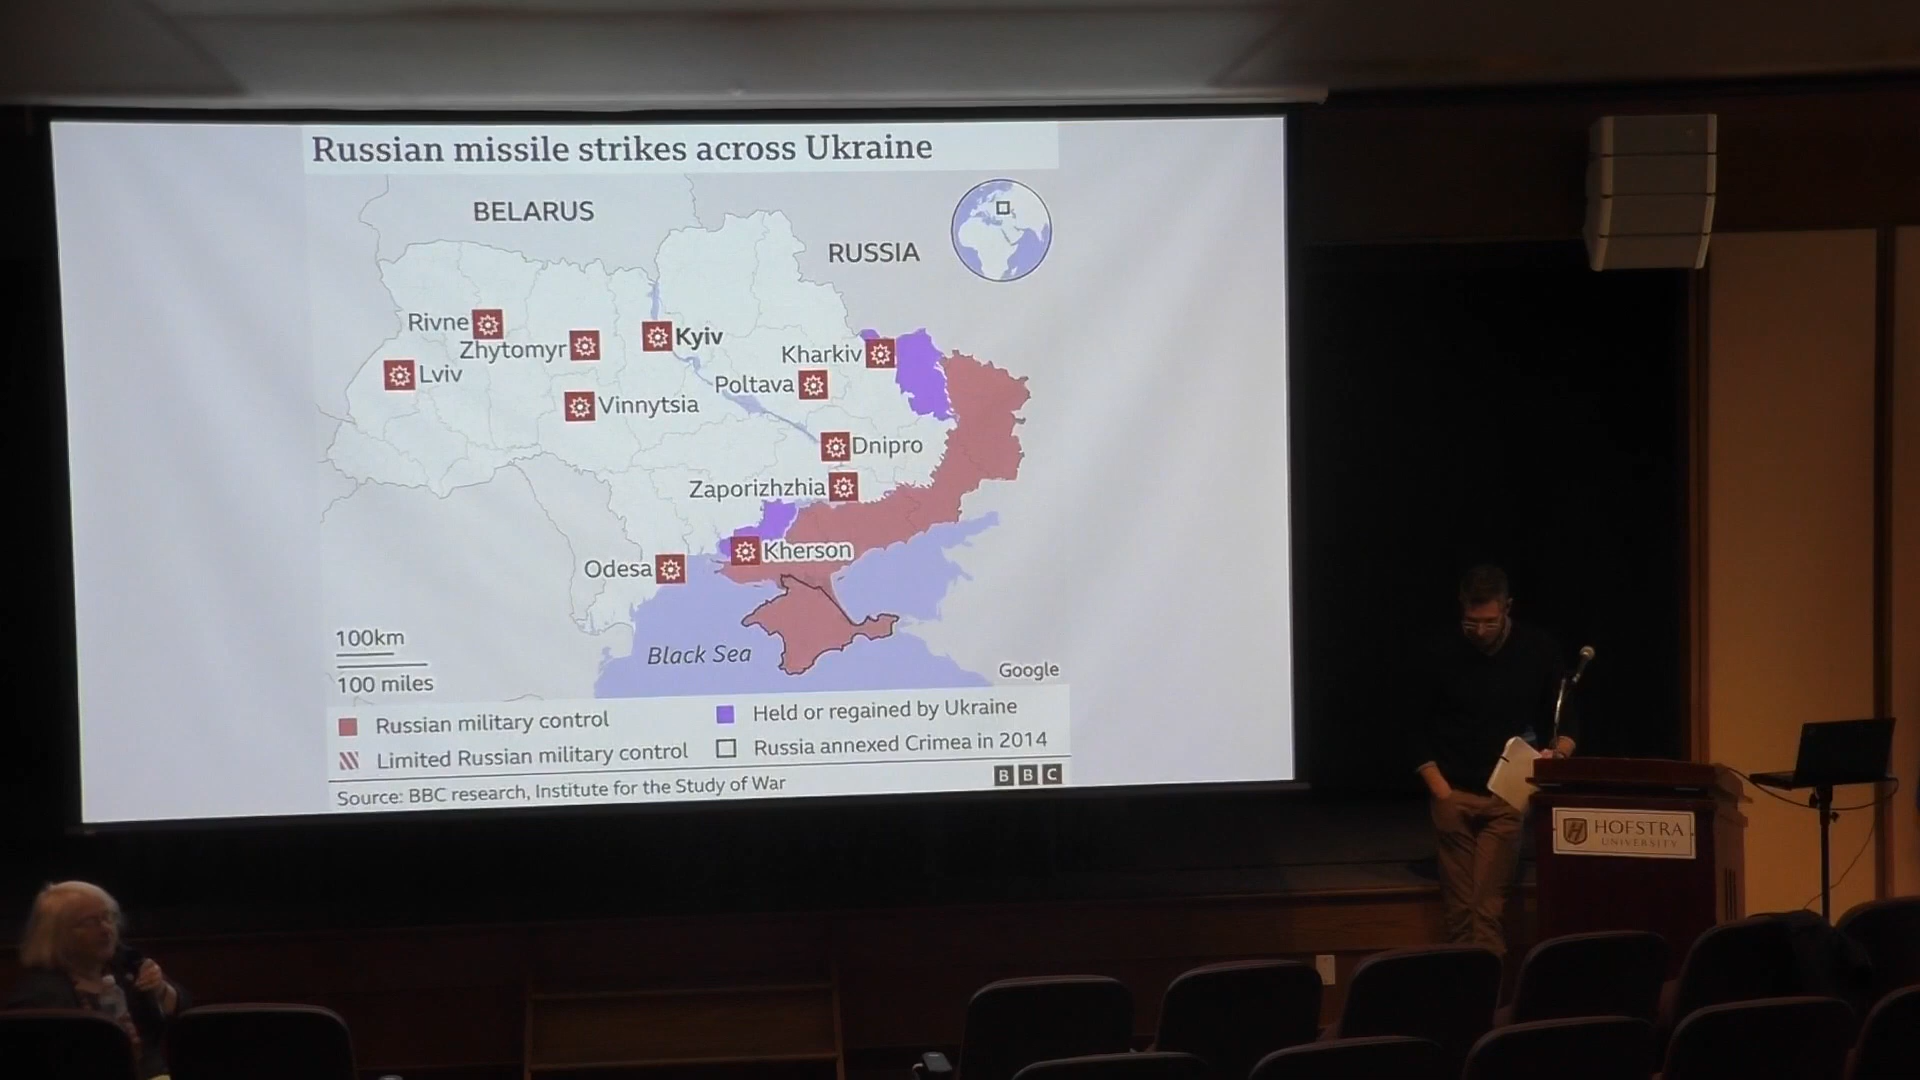 Russian missile strikes across Ukraine
BELARUS
RUSSIA
Rivne
Zhytomyr
Kyiv
Kharkiv
Lviv
Poltava
Vinnytsia
Dnipro
Zaporizhzhia
Kherson
Odesa
100km
100 miles
Black Sea
Google
Russian military control
Held or regained by Ukraine
Limited Russian military control
Russia annexed Crimea in 2014
Source: BBC research, Institute for the Study of War
BBC
HOFSTRA
UNIVERSITY